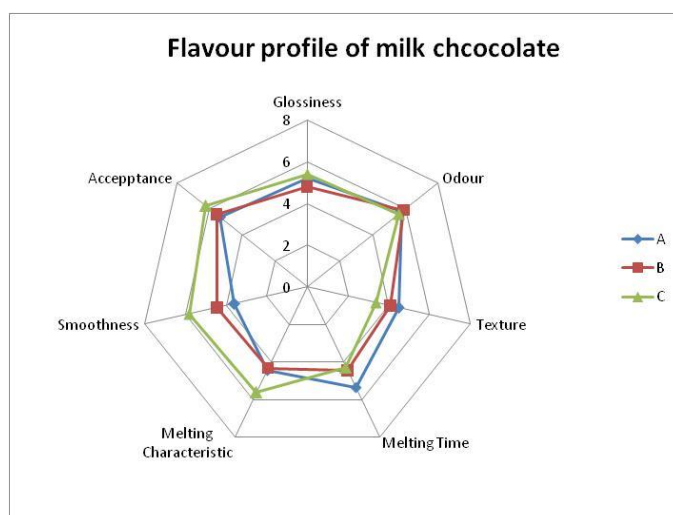 Flavour profile of milk chcocolate
Glossiness
8
6
4
2
0
Odour
Texture
Melting Time
Melting
Characteristic
Smoothness
Accepptance
A
B
C